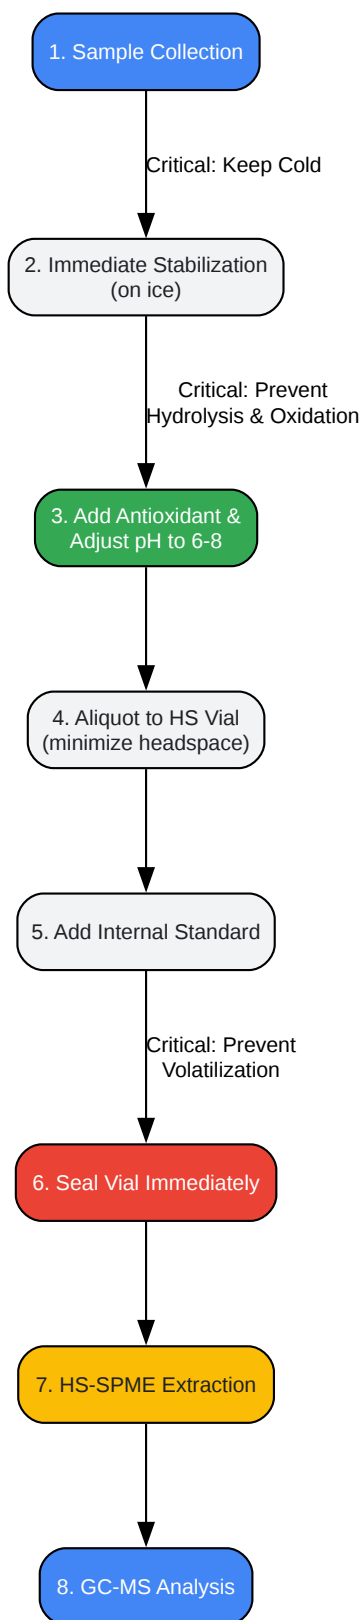 1. Sample Collection
Critical: Keep Cold
2. Immediate Stabilization
(on ice)
Critical: Prevent
Hydrolysis & Oxidation
3. Add Antioxidant &
Adjust pH to 6-8
4. Aliquot to HS Vial
(minimize headspace)
5. Add Internal Standard
Critical: Prevent
Volatilization
6. Seal Vial Immediately
7. HS-SPME Extraction
8. GC-MS Analysis